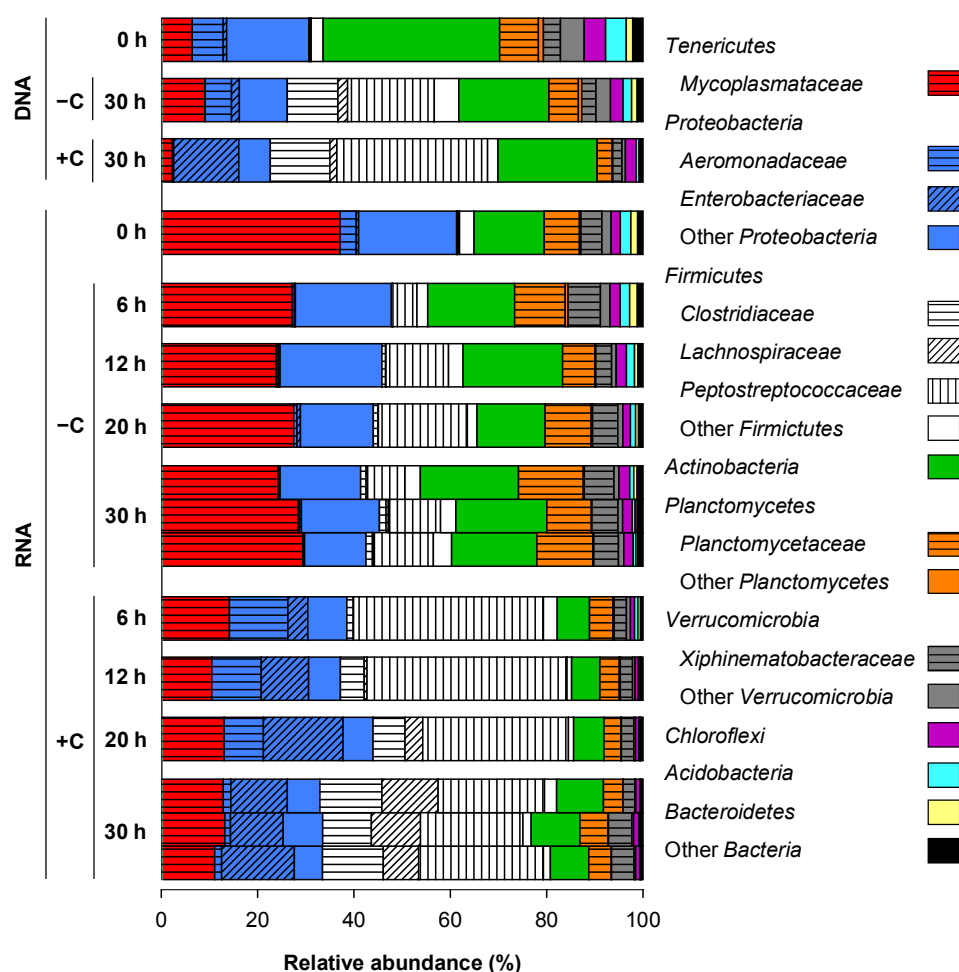 DNA
0 h
−C
30 h
+C
30 h
RNA
0 h
−C
6 h
12 h
20 h
30 h
+C
6 h
12 h
20 h
30 h
0 20 40 60 80 100
Relative abundance (%)
Tenericutes
Mycoplasmataceae
Proteobacteria
Aeromonadaceae
Enterobacteriaceae
Other Proteobacteria
Firmicutes
Clostridiaceae
Lachnospiraceae
Peptostreptococcaceae
Other Firmictutes
Actinobacteria
Planctomycetes
Planctomycetaceae
Other Planctomycetes
Verrucomicrobia
Xiphinematobacteraceae
Other Verrucomicrobia
Chloroflexi
Acidobacteria
Bacteroidetes
Other Bacteria